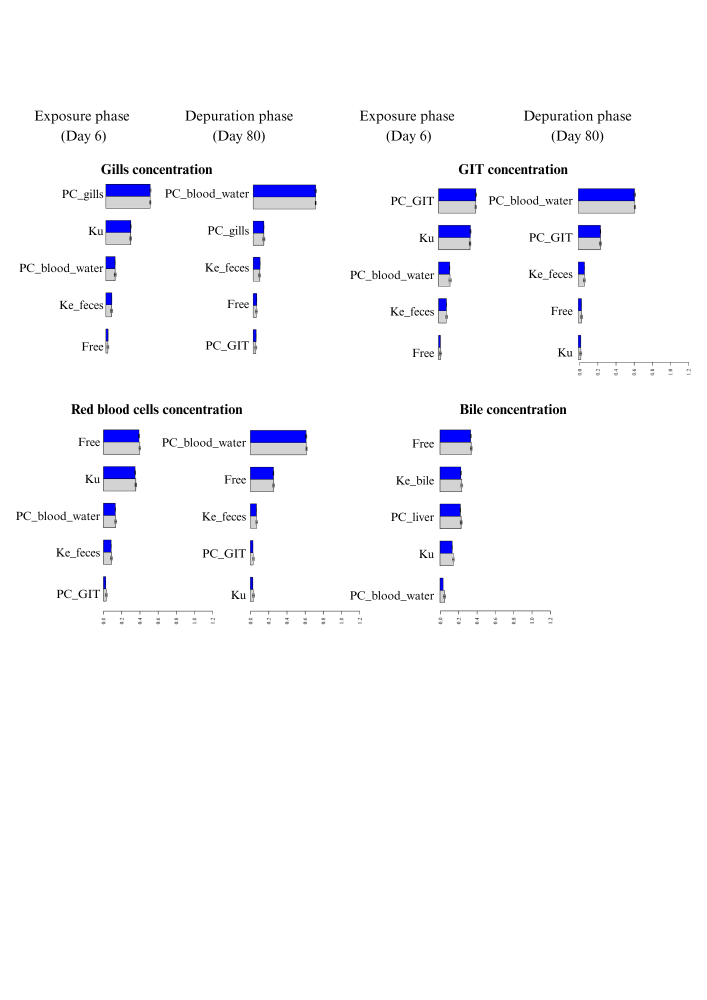 Exposure phase
(Day 6)
Depuration phase
(Day 80)
Exposure phase
(Day 6)
Depuration phase
(Day 80)
Gills concentration
PC_gills
Ku
PC_blood_water
Ke_feces
Free
PC_blood_water
PC_gills
Ke_feces
Free
PC_GIT
GIT concentration
PC_GIT
Ku
PC_blood_water
Ke_feces
Free
PC_blood_water
PC_GIT
Ke_feces
Free
Ku
0.0 0.2 0.4 0.6 0.8 1.0 1.2
Red blood cells concentration
Free
Ku
PC_blood_water
Ke_feces
PC_GIT
0.0 0.2 0.4 0.6 0.8 1.0 1.2
PC_blood_water
Free
Ke_feces
PC_GIT
Ku
0.0 0.2 0.4 0.6 0.8 1.0 1.2
Bile concentration
Free
Ke_bile
PC_liver
Ku
PC_blood_water
0.0 0.2 0.4 0.6 0.8 1.0 1.2